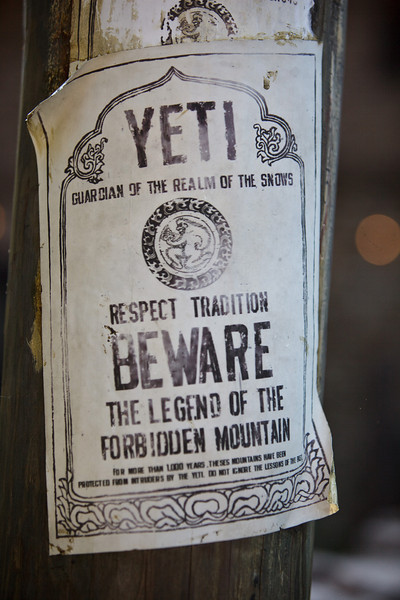 YETI
GUARDIAN OF THE REALM OF THE SNOWS
RESPECT TRADITION
BEWARE
THE LEGEND OF THE
FORBIDDEN MOUNTAIN
FOR MORE THAN 1,000 YEARS, THESE MOUNTAINS HAVE BEEN
PROTECTED FROM INTRUDERS BY THE YETI. DO NOT IGNORE THE LESSONS OF THE PAST